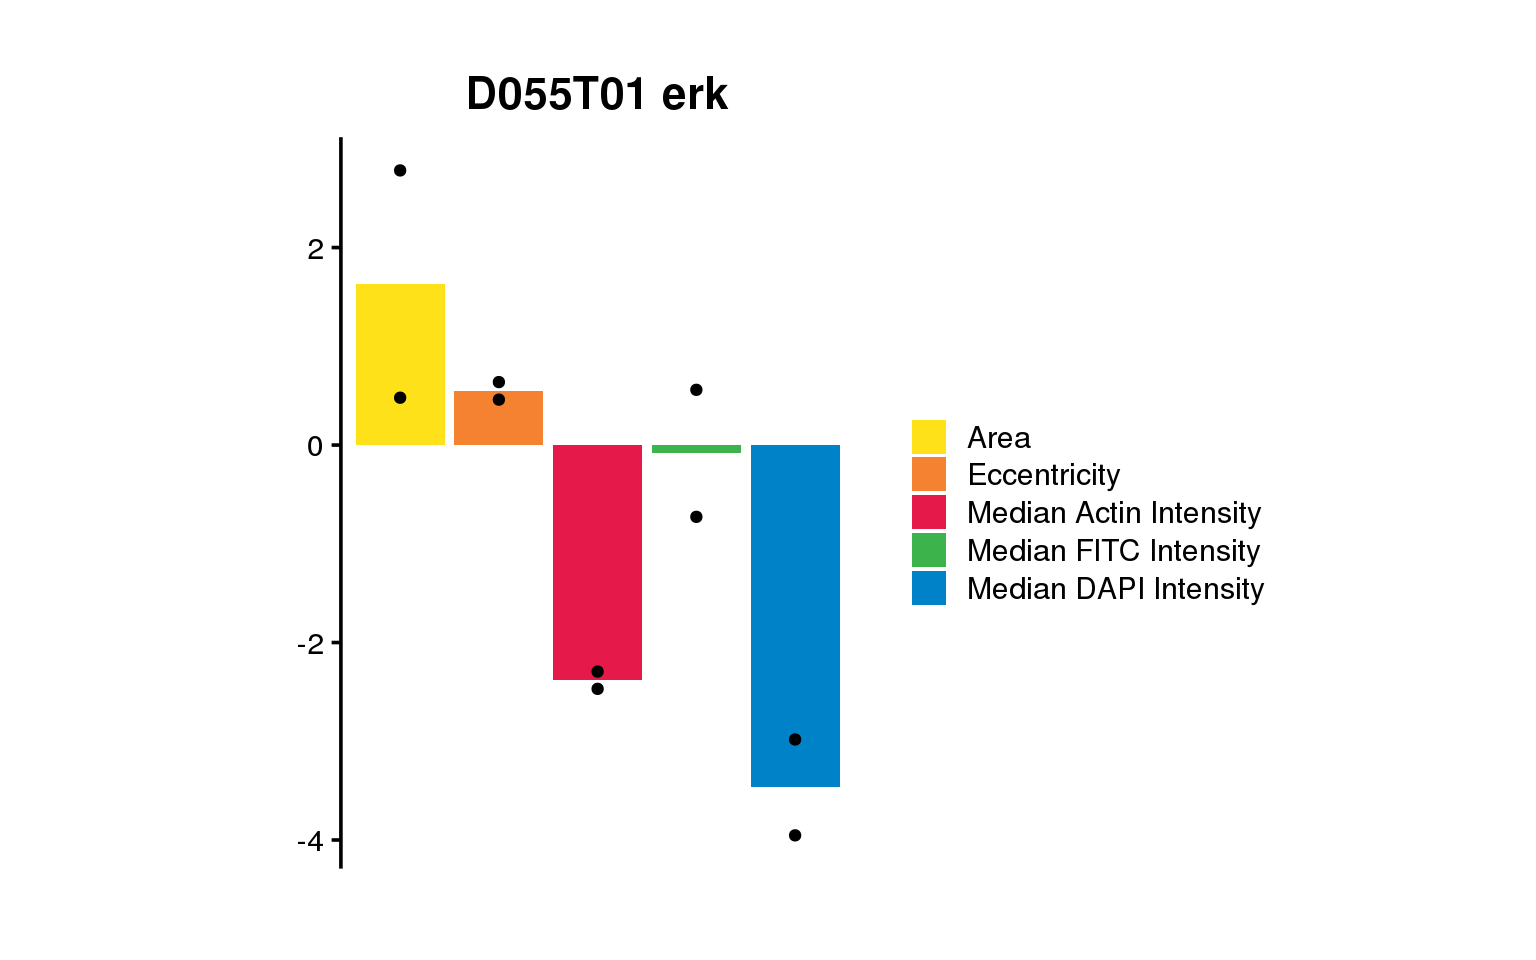 D055T01 erk
2
0
-2
-4
Area
Eccentricity
Median Actin Intensity
Median FITC Intensity
Median DAPI Intensity